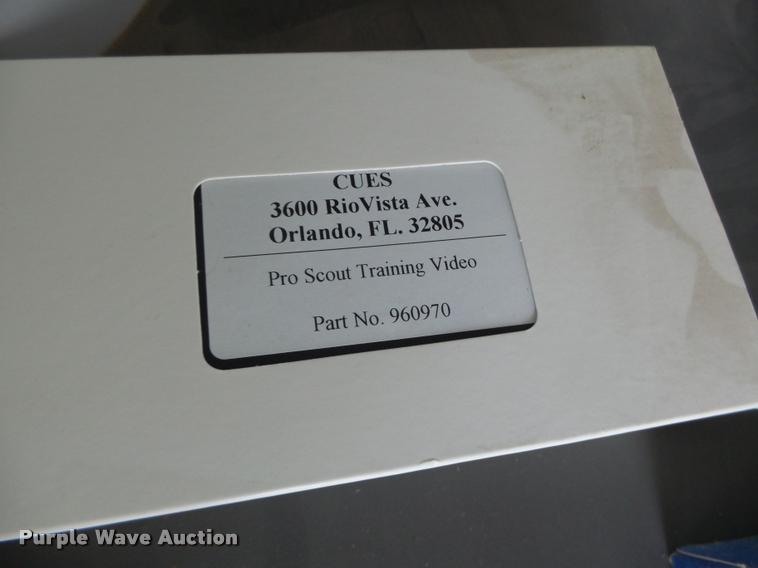 CUES
3600 RioVista Ave.
Orlando, FL. 32805
Pro Scout Training Video
Part No. 960970
Purple Wave Auction